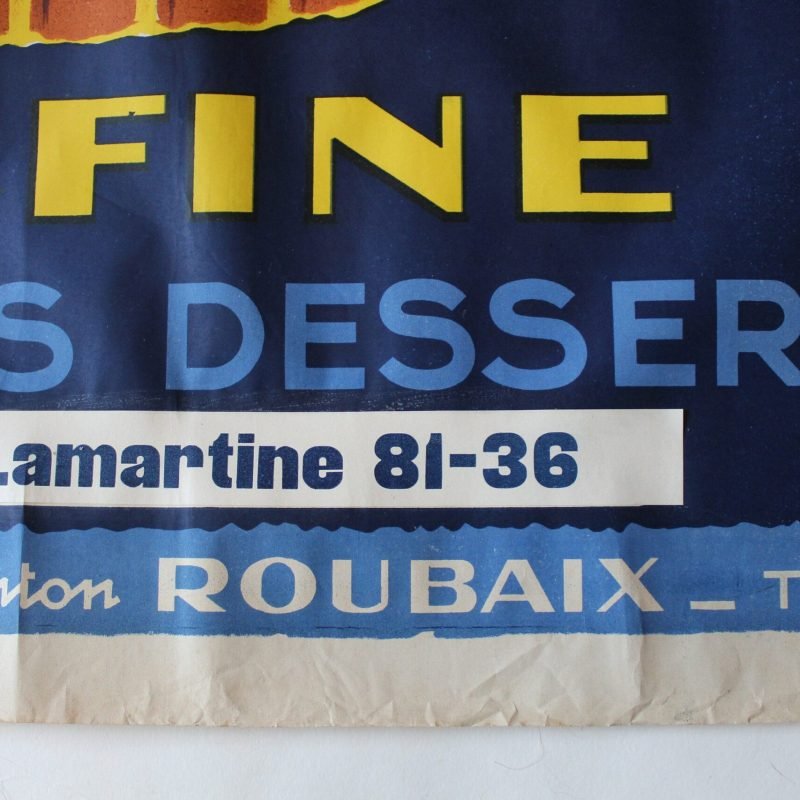 FINE
S DESSER
Lamartine 81-36
ton ROUBAIX — T